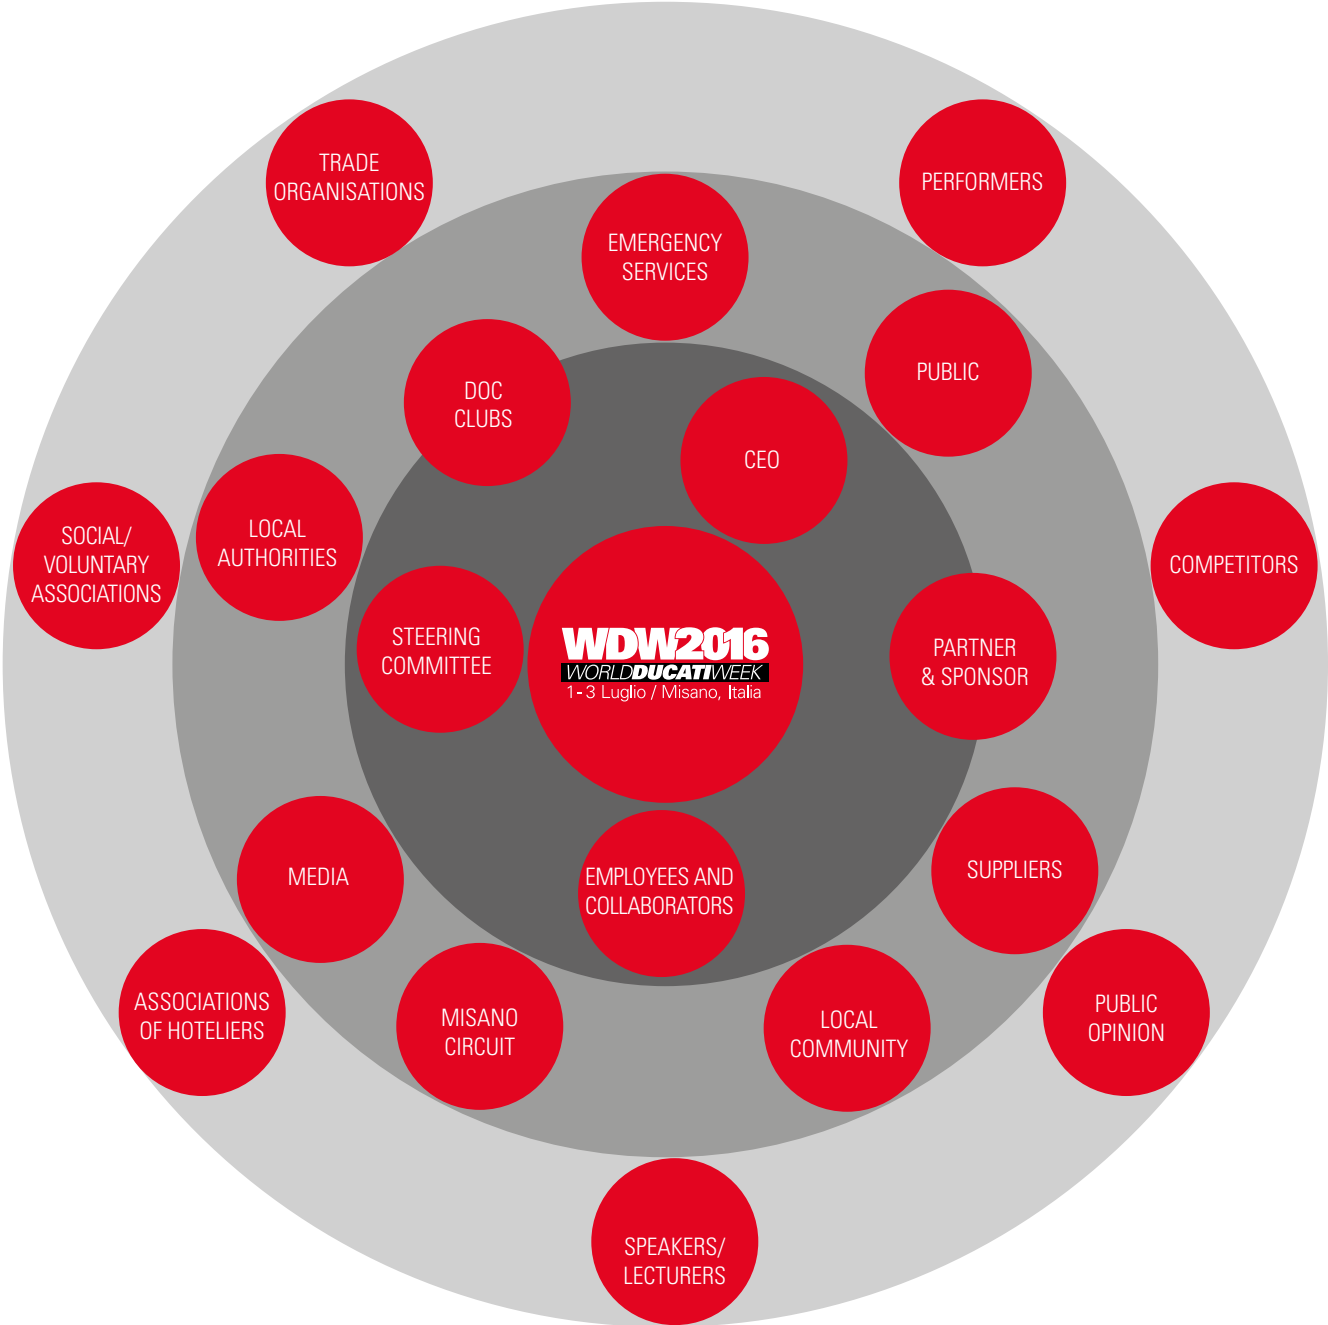 TRADE
ORGANISATIONS
PERFORMERS
EMERGENCY
SERVICES
PUBLIC
DOC
CLUBS
CEO
SOCIAL/
VOLUNTARY
ASSOCIATIONS
LOCAL
AUTHORITIES
COMPETITORS
STEERING
COMMITTEE
WDW2016
WORLDDUCATIWEEK
1-3 Luglio / Misano, Italia
PARTNER
& SPONSOR
MEDIA
EMPLOYEES AND
COLLABORATORS
SUPPLIERS
ASSOCIATIONS
OF HOTELIERS
MISANO
CIRCUIT
LOCAL
COMMUNITY
PUBLIC
OPINION
SPEAKERS/
LECTURERS